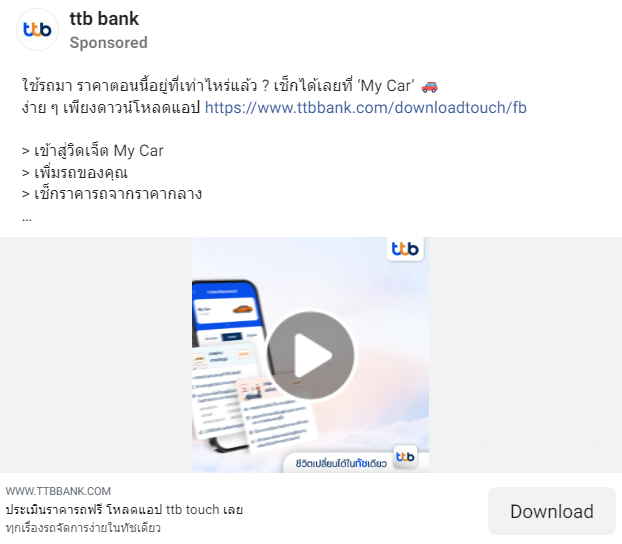 ttb
ttb bank
Sponsored
ใช้รถมา ราคาตอนนี้อยู่ที่เท่าไหร่แล้ว ? เช็กได้เลยที่ ‘My Car’ 🚗
ง่าย ๆ เพียงดาวน์โหลดแอป https://www.ttbbank.com/downloadtouch/fb
> เข้าสู่วิดเจ็ต My Car
> เพิ่มรถของคุณ
> เช็กราคารถจากราคากลาง
...
ttb
ชีวิตเปลี่ยนได้ในทัชเดียว
ttb
WWW.TTBBANK.COM
ประเมินราคารถฟรี โหลดแอป ttb touch เลย
ทุกเรื่องรถจัดการง่ายในทัชเดียว
Download